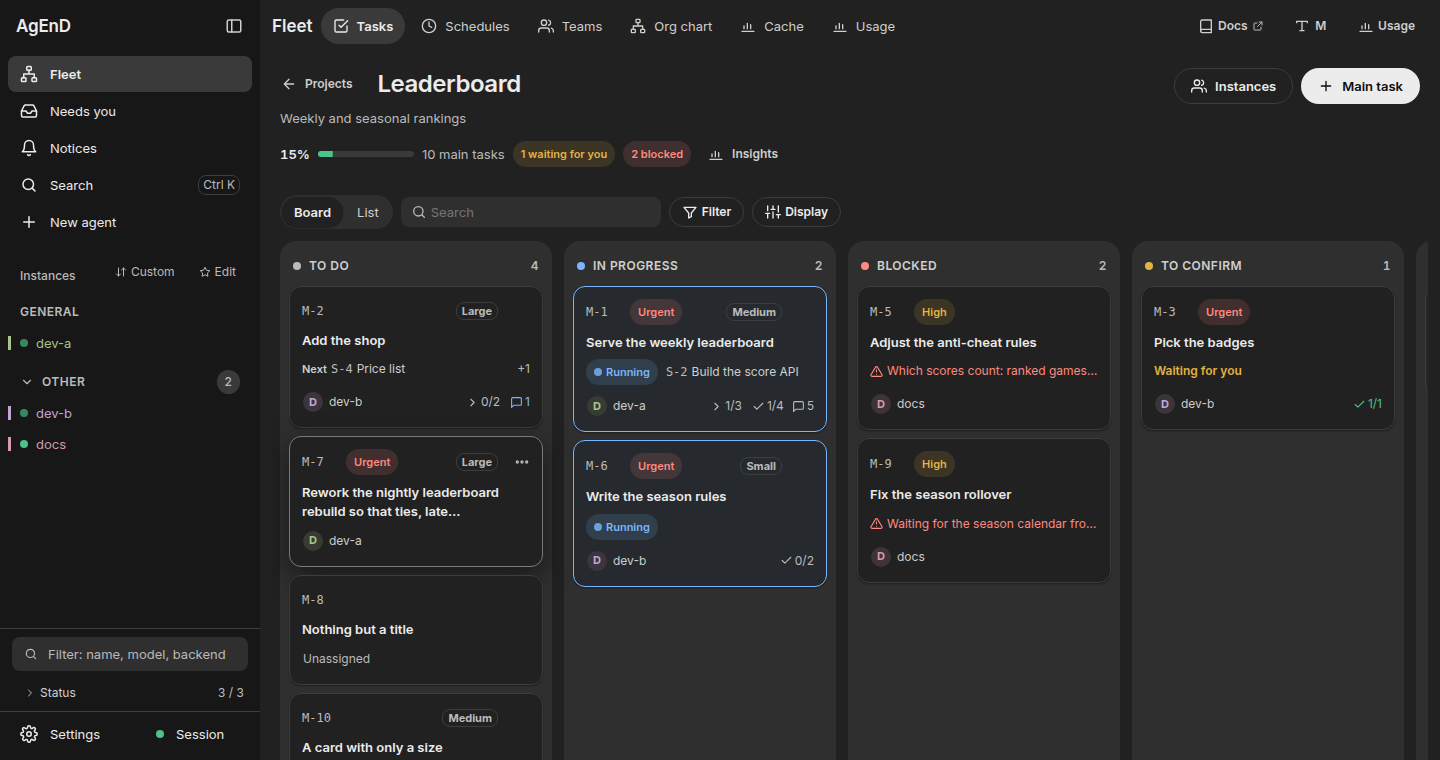 AgEnD
Fleet
Needs you
Notices
Search
Ctrl K
New agent
Instances
Custom
Edit
GENERAL
dev-a
OTHER
2
dev-b
docs
Filter: name, model, backend
Status
3 / 3
Settings
Session
Fleet
Tasks
Schedules
Teams
Org chart
Cache
Usage
Docs
M
Usage
Projects
Leaderboard
Instances
Main task
Weekly and seasonal rankings
15%
10 main tasks
1 waiting for you
2 blocked
Insights
Board
List
Search
Filter
Display
TO DO
4
M-2
Large
Add the shop
Next S-4 Price list
+1
D
dev-b
0/2
1
M-7
Urgent
Large
Rework the nightly leaderboard
rebuild so that ties, late...
D
dev-a
M-8
Nothing but a title
Unassigned
M-10
Medium
A card with only a size
IN PROGRESS
2
M-1
Urgent
Medium
Serve the weekly leaderboard
Running
S-2 Build the score API
D
dev-a
1/3
1/4
5
M-6
Urgent
Small
Write the season rules
Running
D
dev-b
0/2
BLOCKED
2
M-5
High
Adjust the anti-cheat rules
Which scores count: ranked games...
D
docs
M-9
High
Fix the season rollover
Waiting for the season calendar fro...
D
docs
TO CONFIRM
1
M-3
Urgent
Pick the badges
Waiting for you
D
dev-b
1/1